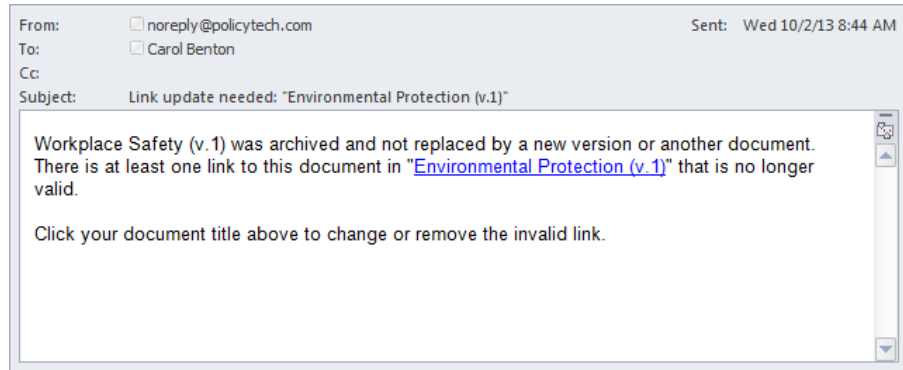 From: noreply@policytech.com Sent: Wed 10/2/13 8:44 AM
To: Carol Benton
Cc:
Subject: Link update needed: "Environmental Protection (v.1)"
Workplace Safety (v.1) was archived and not replaced by a new version or another document.
There is at least one link to this document in "Environmental Protection (v.1)" that is no longer
valid.
Click your document title above to change or remove the invalid link.